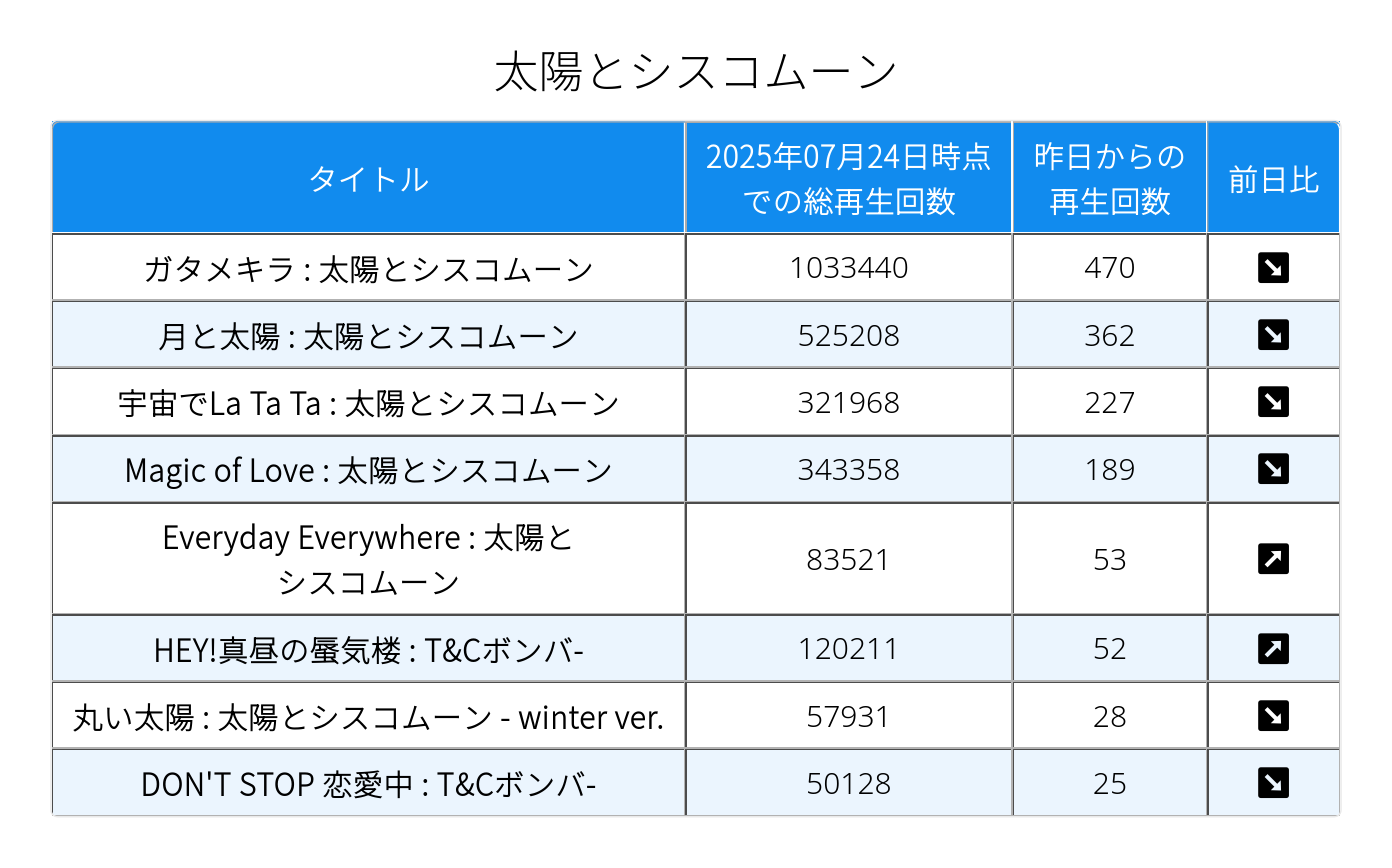 太陽とシスコムーン
タイトル
2025年07月24日時点
での総再生回数
昨日からの
再生回数
前日比
ガタメキラ : 太陽とシスコムーン 1033440 470 ↘
月と太陽 : 太陽とシスコムーン 525208 362 ↘
宇宙でLa Ta Ta : 太陽とシスコムーン 321968 227 ↘
Magic of Love : 太陽とシスコムーン 343358 189 ↘
Everyday Everywhere : 太陽と
シスコムーン 83521 53 ↗
HEY!真昼の蜃気楼 : T&Cボンバ- 120211 52 ↗
丸い太陽 : 太陽とシスコムーン - winter ver. 57931 28 ↘
DON'T STOP 恋愛中 : T&Cボンバ- 50128 25 ↘